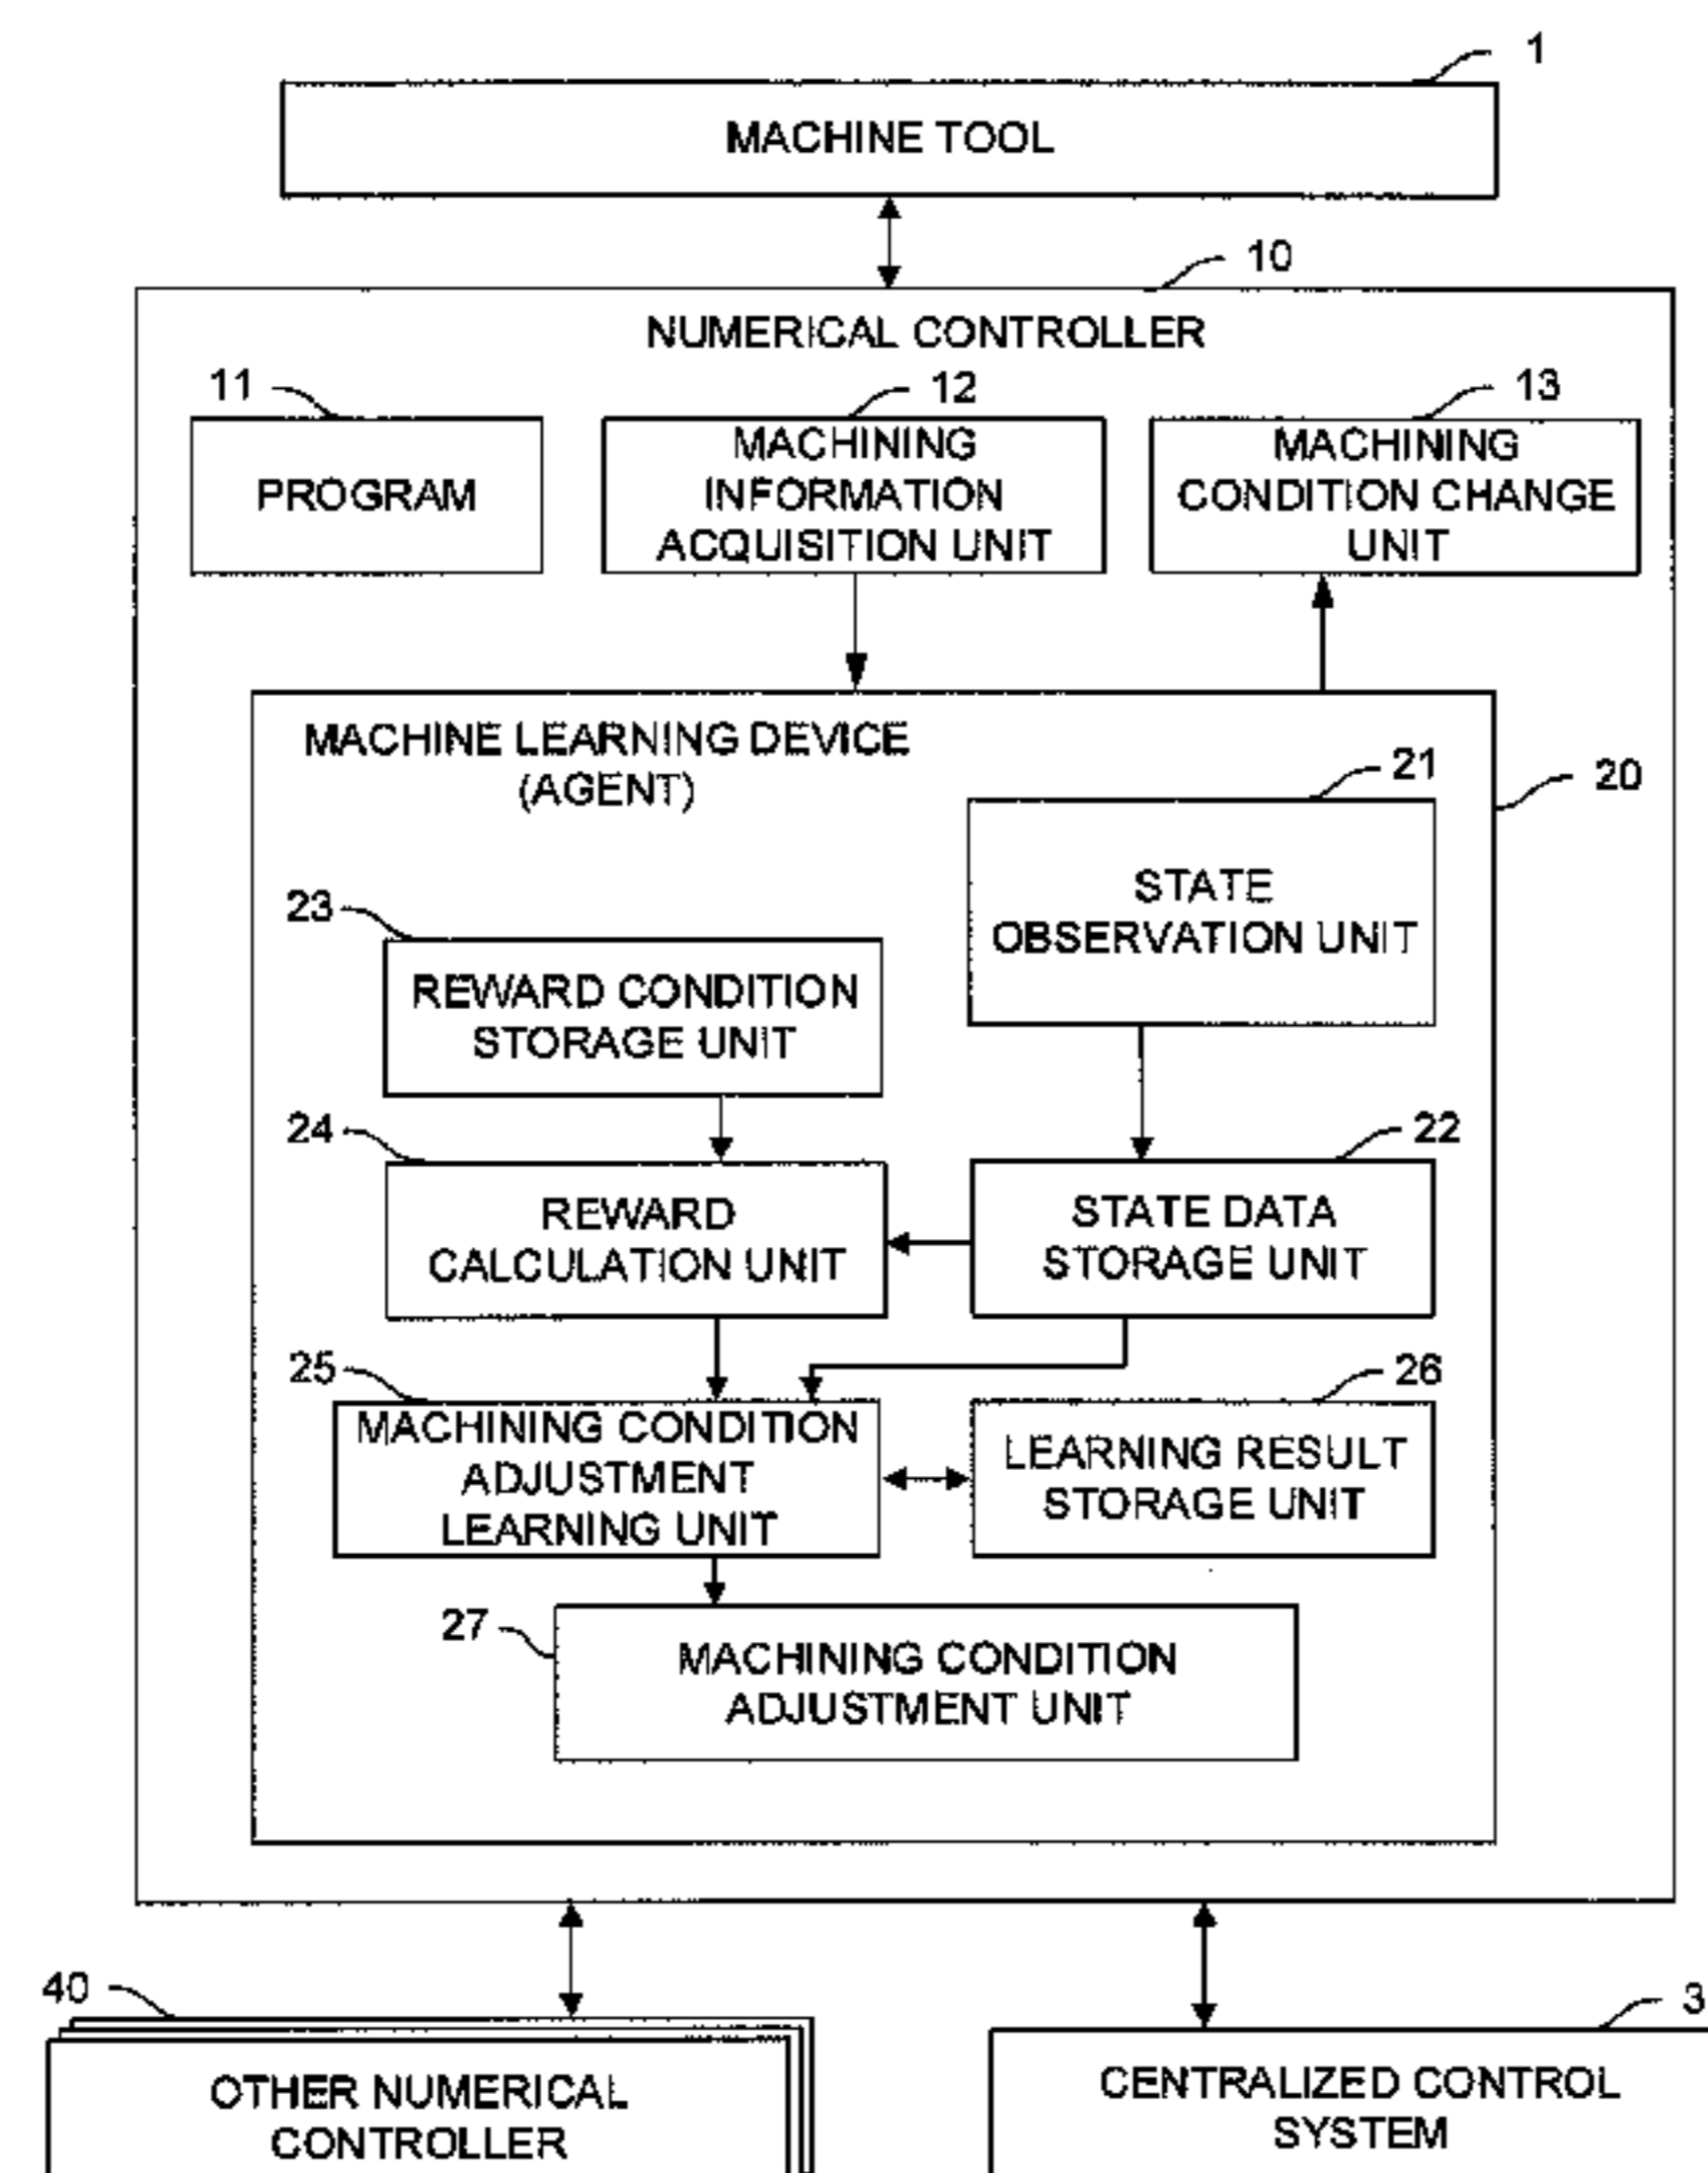 1
MACHINE TOOL
10
NUMERICAL CONTROLLER
11
12
13
PROGRAM
MACHINING
INFORMATION
ACQUISITION UNIT
MACHINING
CONDITION CHANGE
UNIT
MACHINE LEARNING DEVICE
(AGENT)
21
20
STATE
OBSERVATION UNIT
23
REWARD CONDITION
STORAGE UNIT
24
22
REWARD
CALCULATION UNIT
STATE DATA
STORAGE UNIT
25
26
MACHINING CONDITION
ADJUSTMENT
LEARNING UNIT
LEARNING RESULT
STORAGE UNIT
27
MACHINING CONDITION
ADJUSTMENT UNIT
40
3
OTHER NUMERICAL
CONTROLLER
CENTRALIZED CONTROL
SYSTEM